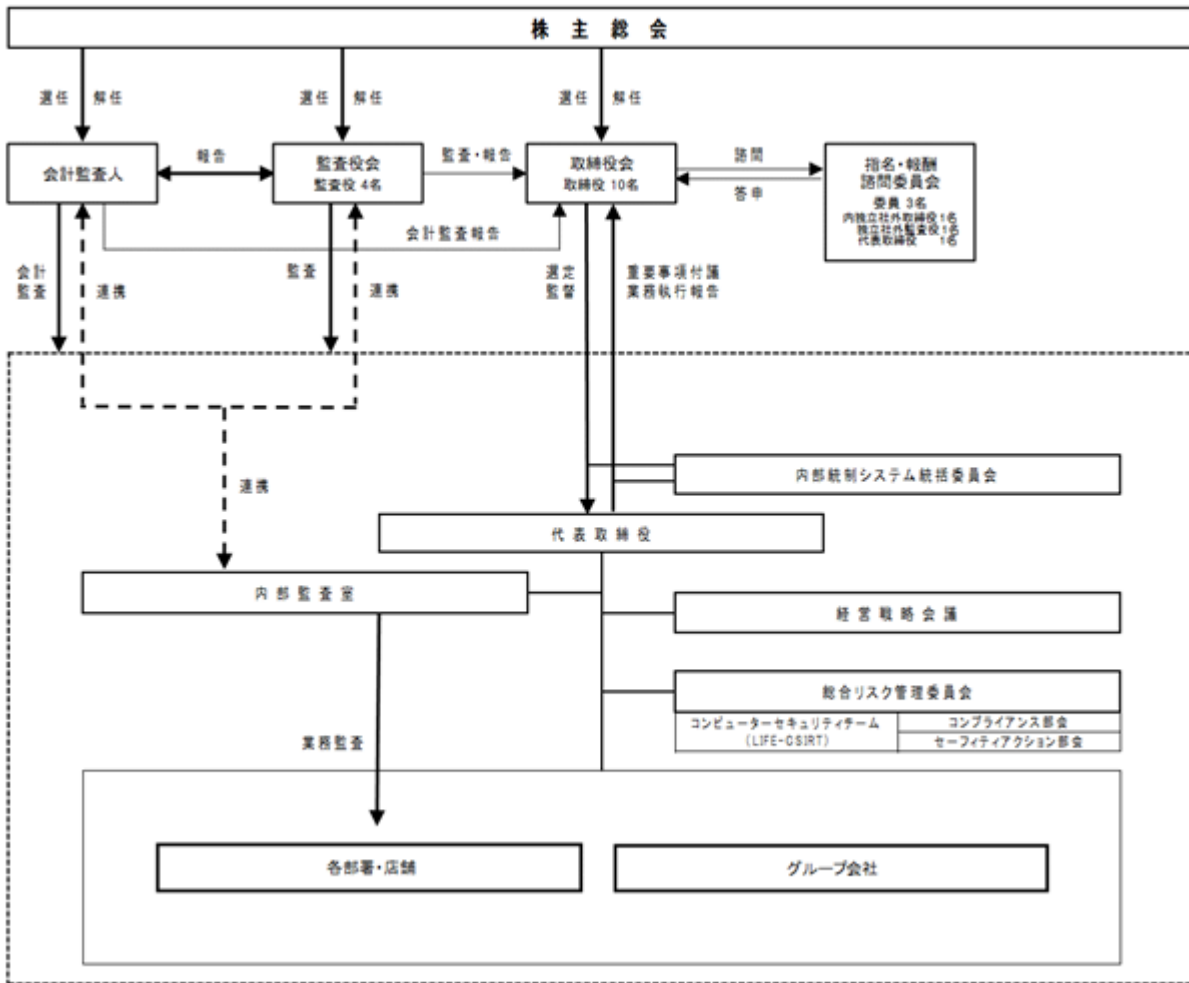 株主総会
選任 解任
選任 解任
選任 解任
会計監査人
報告
監査役会
監査役 4名
監査・報告
取締役会
取締役 10名
諮問
答申
指名・報酬
諮問委員会
委員 3名
内独立社外取締役1名
独立社外監査役1名
代表取締役 1名
会計監査報告
会計
監査
連携
監査
連携
選定
監督
重要事項付議
業務執行報告
連携
内部統制システム統括委員会
代表取締役
内部監査室
経営戦略会議
総合リスク管理委員会
コンピューターセキュリティチーム
(LIFE-CSIRT)
コンプライアンス部会
セーフィティアクション部会
業務監査
各部署・店舗
グループ会社